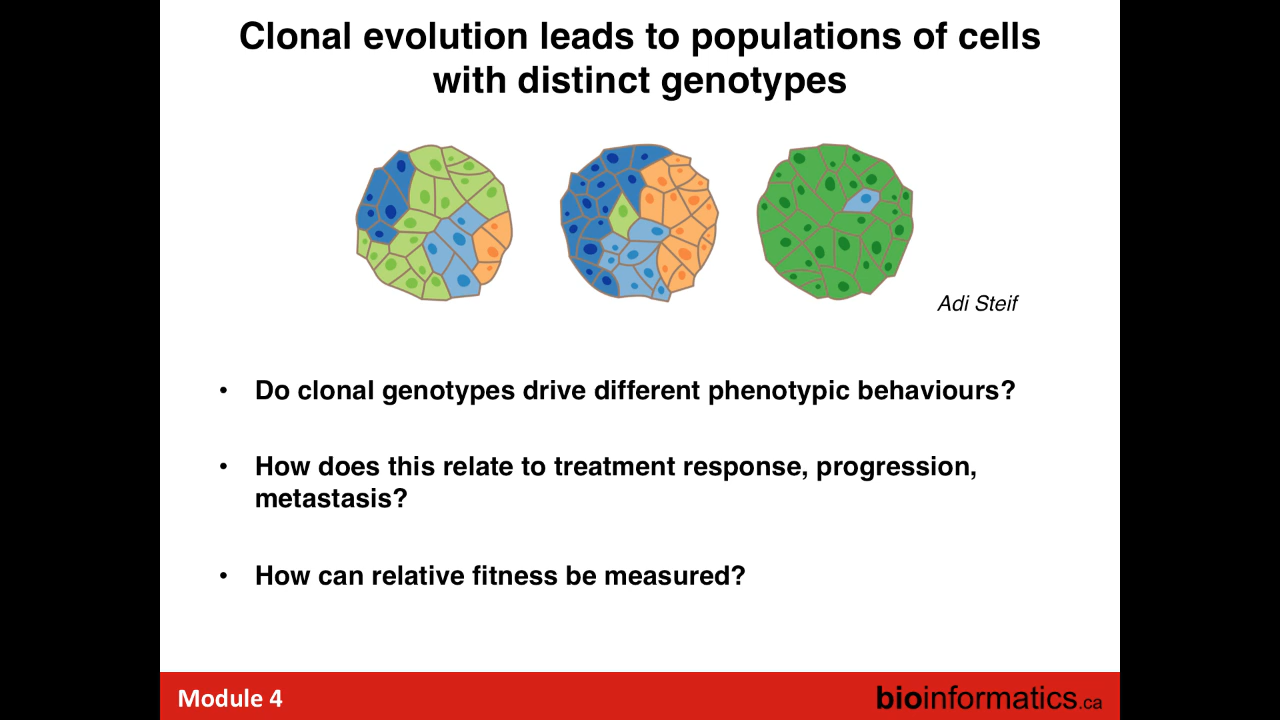 Clonal evolution leads to populations of cells
with distinct genotypes
Adi Steif
• Do clonal genotypes drive different phenotypic behaviours?
• How does this relate to treatment response, progression,
metastasis?
• How can relative fitness be measured?
Module 4
bioinformatics.ca